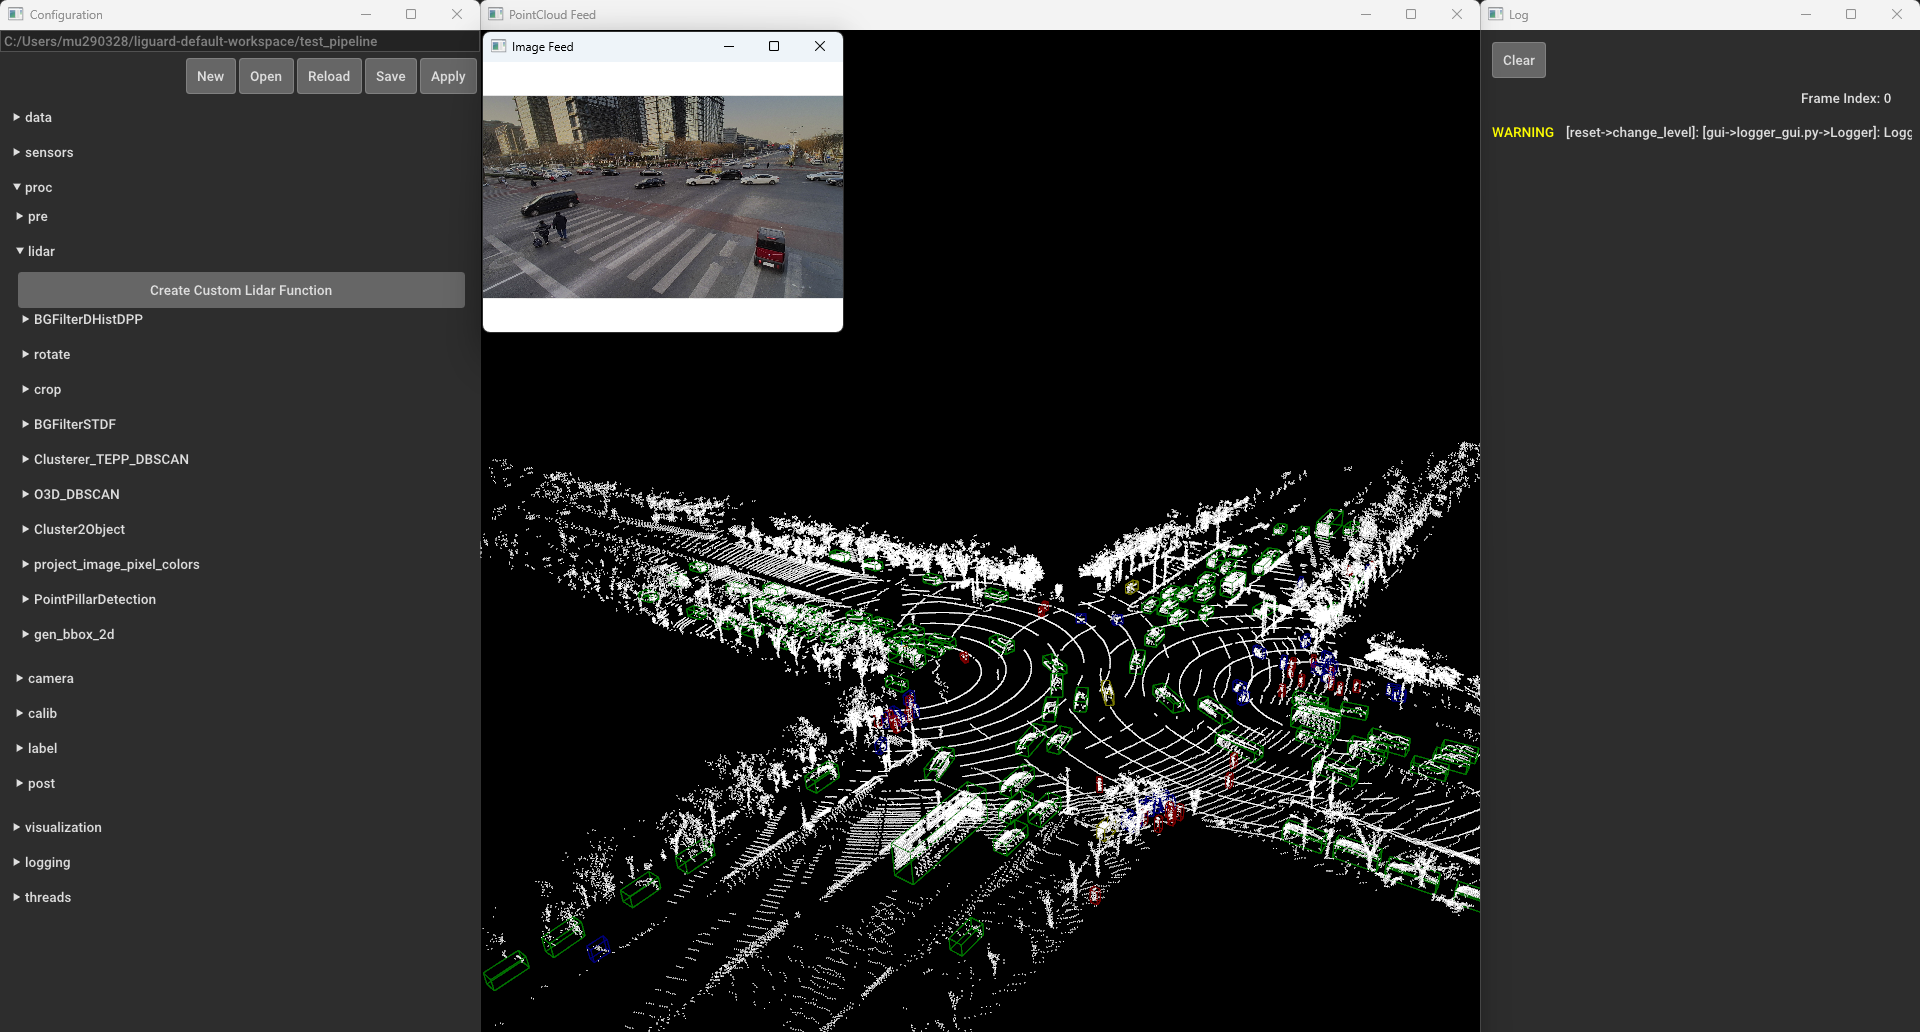 Configuration
C:/Users/mu290328/liguard-default-workspace/test_pipeline
New Open Reload Save Apply
data
sensors
proc
pre
lidar
Create Custom Lidar Function
BGFilterDHistDPP
rotate
crop
BGFilterSTDF
Clusterer_TEPP_DBSCAN
O3D_DBSCAN
Cluster2Object
project_image_pixel_colors
PointPillarDetection
gen_bbox_2d
camera
calib
label
post
visualization
logging
threads
PointCloud Feed
Image Feed
Log
Clear
Frame Index: 0
WARNING [reset->change_level]: [gui->logger_gui.py->Logger]: Logg